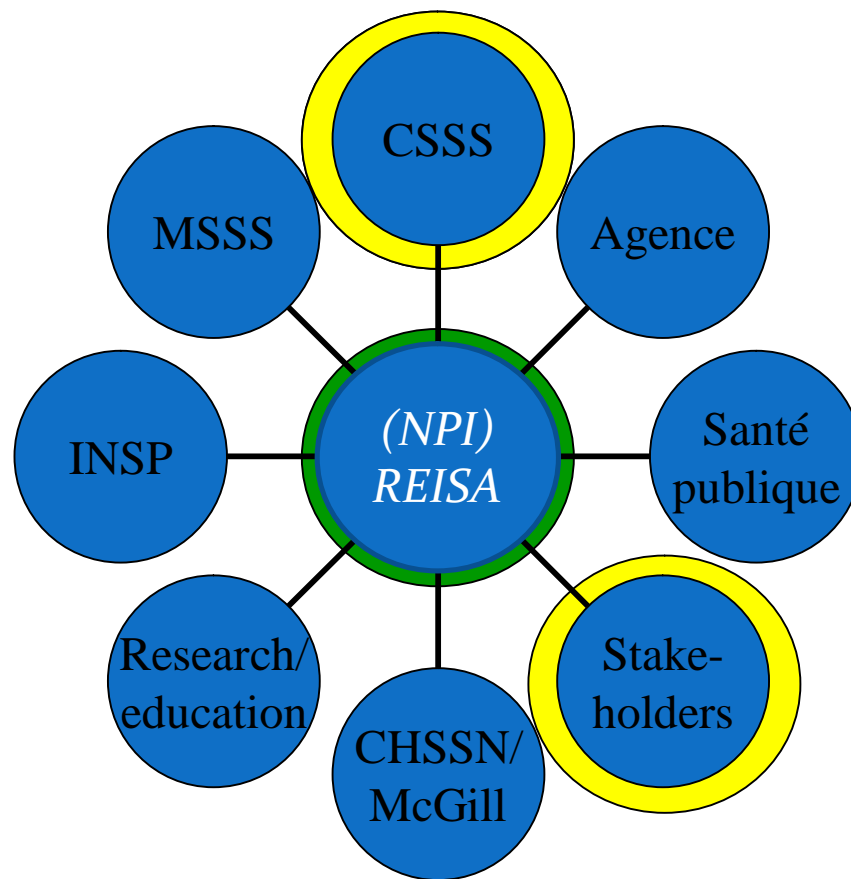 CSSS
MSSS
Agence
(NPI)
REISA
INSP
Santé
publique
Research/
education
Stake-
holders
CHSSN/
McGill